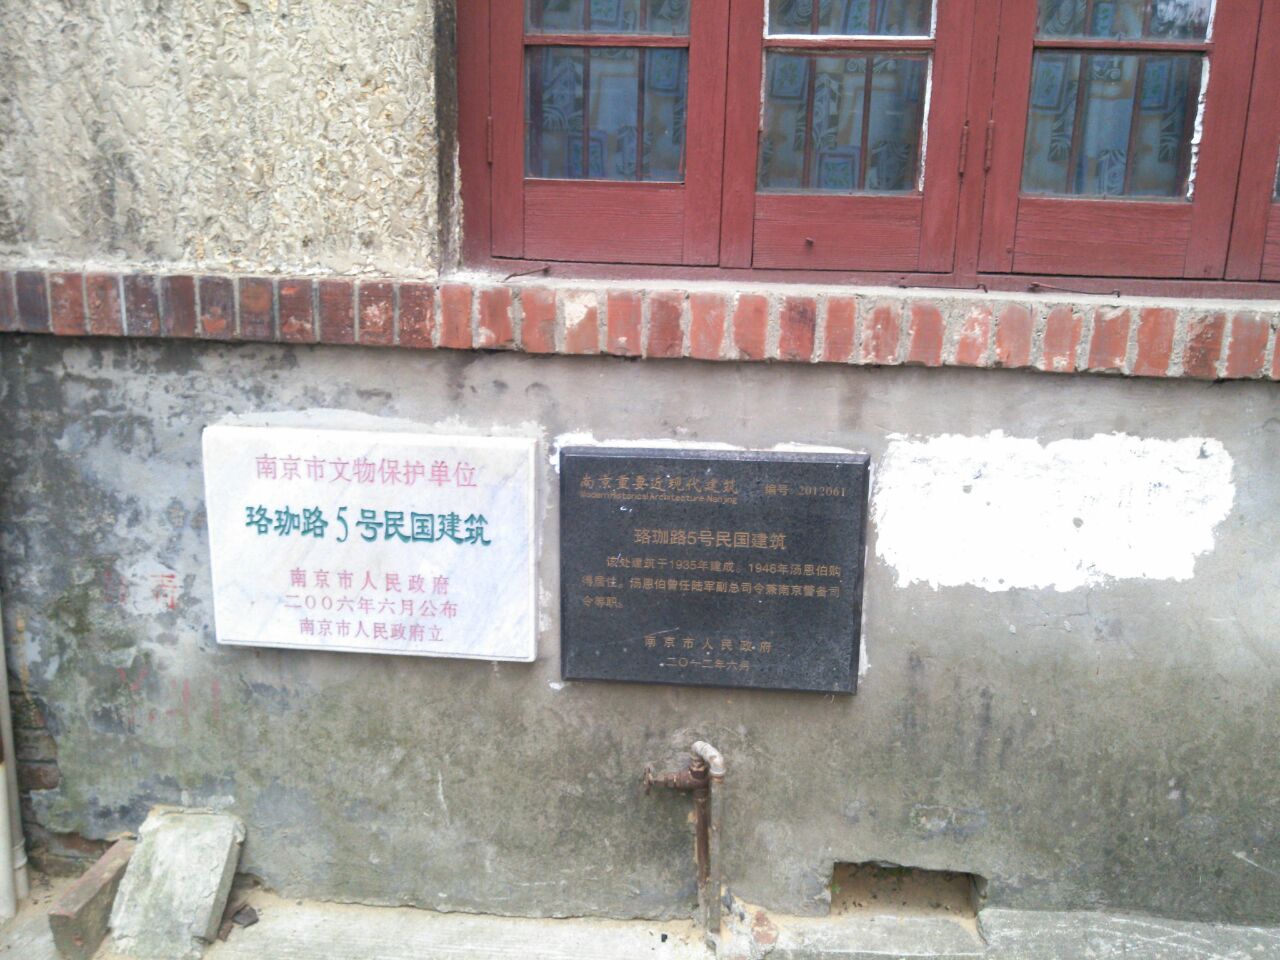 南京市文物保护单位
珞珈路5号民国建筑
南京市人民政府
二〇〇六年六月公布
南京市人民政府立
南京重要近现代建筑
Modern Historical Architecture Nanjing
编号 2012061
珞珈路5号民国建筑
该处建筑于1935年建成。1946年汤恩伯购
得居住。汤恩伯曾任陆军副总司令兼南京警备司
令等职。
南京市人民政府
二〇一二年六月